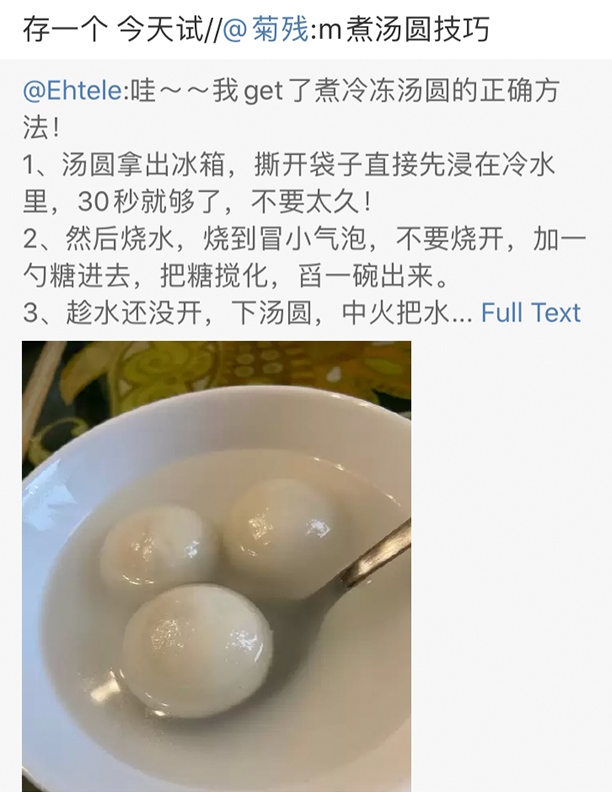 存一个 今天试//@菊残:m煮汤圆技巧
@Ehtele:哇～～我get了煮冷冻汤圆的正确方
法！
1、汤圆拿出冰箱，撕开袋子直接先浸在冷水
里，30秒就够了，不要太久！
2、然后烧水，烧到冒小气泡，不要烧开，加一
勺糖进去，把糖搅化，舀一碗出来。
3、趁水还没开，下汤圆，中火把水... Full Text